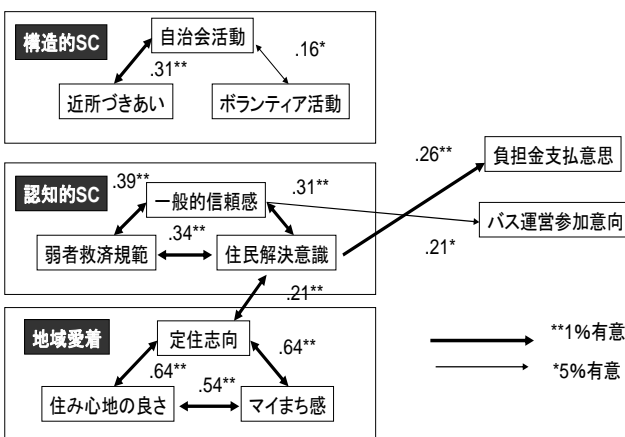 構造的SC
自治会活動
.31**
.16*
近所づきあい
ボランティア活動
認知的SC
.39**
一般的信頼感
.31**
.34**
弱者救済規範
住民解決意識
.26**
負担金支払意思
バス運営参加意向
.21*
.21**
地域愛着
定住志向
.64**
.64**
.54**
住み心地の良さ
マイまち感
**1%有意
*5%有意